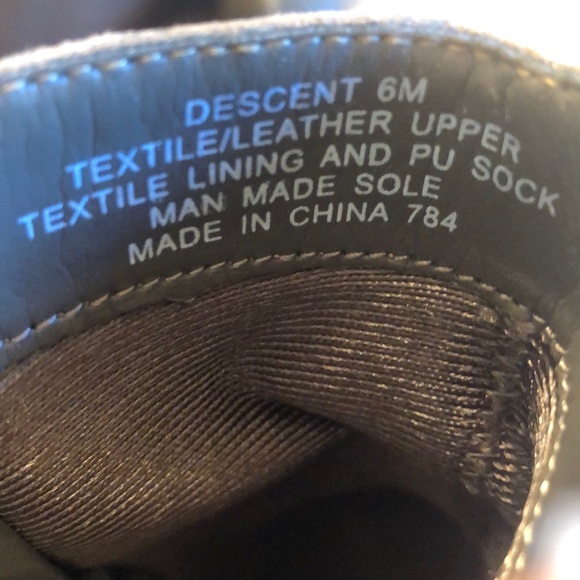 DESCENT 6M
TEXTILE/LEATHER UPPER
TEXTILE LINING AND PU SOCK
MAN MADE SOLE
MADE IN CHINA 784